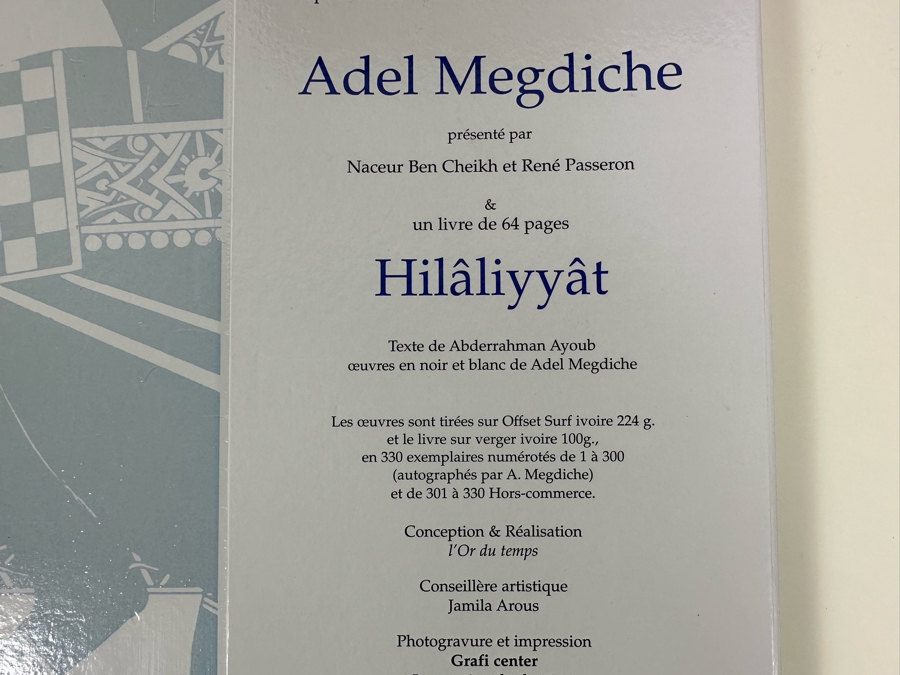 Adel Megdiche
présenté par
Naceur Ben Cheikh et René Passeron
&
un livre de 64 pages
Hilâliyyât
Texte de Abderrahman Ayoub
œuvres en noir et blanc de Adel Megdiche
Les œuvres sont tirées sur Offset Surf ivoire 224 g.
et le livre sur verger ivoire 100g.,
en 330 exemplaires numérotés de 1 à 300
(autographés par A. Megdiche)
et de 301 à 330 Hors-commerce.
Conception & Réalisation
l'Or du temps
Conseillère artistique
Jamila Arous
Photogravure et impression
Grafi center